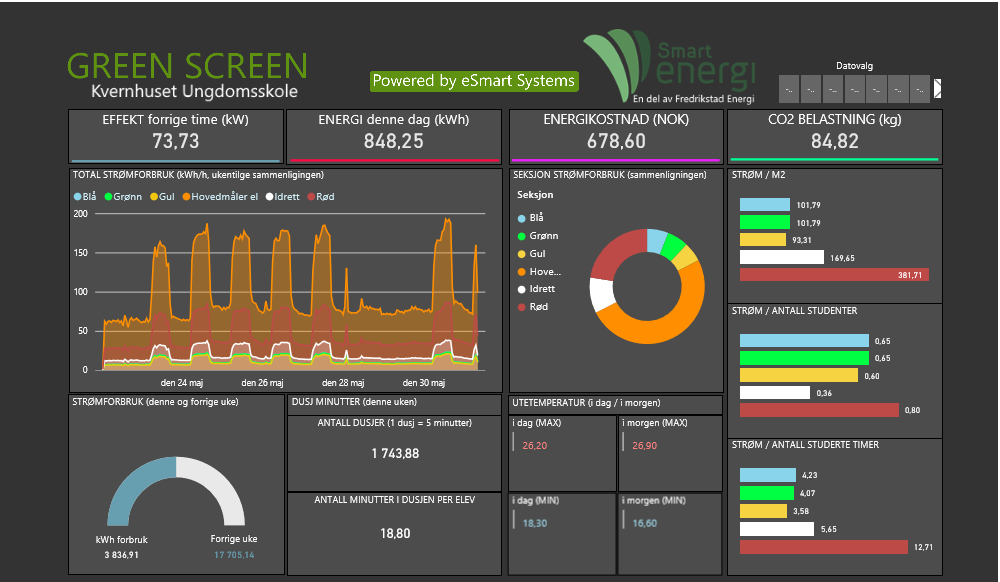 GREEN SCREEN
Kvernhuset Ungdomsskole
Powered by eSmart Systems
Smart
energi
En del av Fredrikstad Energi
Datovalg
-.. -.. -.. -.. -.. -.. -..
EFFEKT forrige time (kW)
73,73
ENERGI denne dag (kWh)
848,25
ENERGIKOSTNAD (NOK)
678,60
CO2 BELASTNING (kg)
84,82
TOTAL STRØMFORBRUK (kWh/h, ukentilge sammenligingen)
Blå Grønn Gul Hovedmåler el Idrett Rød
200
150
100
50
0
den 24 maj den 26 maj den 28 maj den 30 maj
SEKSJON STRØMFORBRUK (sammenligningen)
Seksjon
Blå
Grønn
Gul
Hove...
Idrett
Rød
STRØM / M2
101,79
101,79
93,31
169,65
381,71
STRØM / ANTALL STUDENTER
0,65
0,65
0,60
0,36
0,80
STRØM / ANTALL STUDERTE TIMER
4,23
4,07
3,58
5,65
12,71
STRØMFORBRUK (denne og forrige uke)
kWh forbruk
3 836,91
Forrige uke
17 705,14
DUSJ MINUTTER (denne uken)
ANTALL DUSJER (1 dusj = 5 minutter)
1 743,88
ANTALL MINUTTER I DUSJEN PER ELEV
18,80
UTETEMPERATUR (i dag / i morgen)
i dag (MAX)
26,20
i morgen (MAX)
26,90
i dag (MIN)
18,30
i morgen (MIN)
16,60